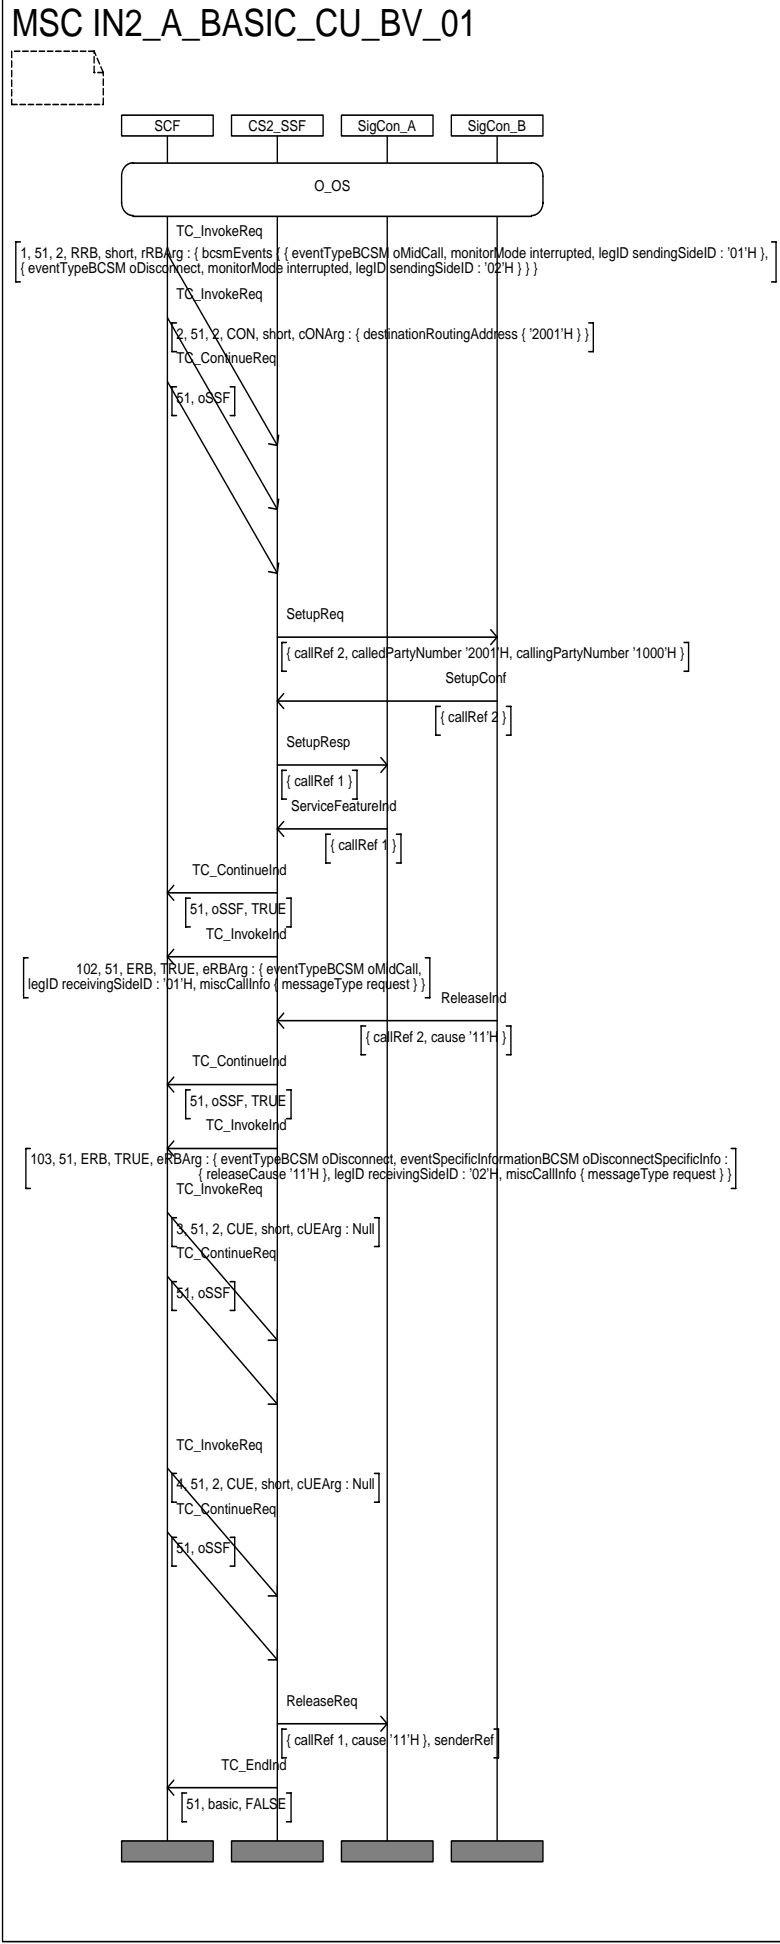 MSC IN2_A_BASIC_CU_BV_01
SCF
CS2_SSF
SigCon_A
SigCon_B
O_OS
TC_InvokeReq
1, 51, 2, RRB, short, rRBArg : { bcsmEvents { { eventTypeBCSM oMidCall, monitorMode interrupted, legID sendingSideID : '01'H },
{ eventTypeBCSM oDisconnect, monitorMode interrupted, legID sendingSideID : '02'H } } }
TC_InvokeReq
2, 51, 2, CON, short, cONArg : { destinationRoutingAddress { '2001'H } }
TC_ContinueReq
51, oSSF
SetupReq
{ callRef 2, calledPartyNumber '2001'H, callingPartyNumber '1000'H }
SetupConf
{ callRef 2 }
SetupResp
{ callRef 1 }
ServiceFeatureInd
{ callRef 1 }
TC_ContinueInd
51, oSSF, TRUE
TC_InvokeInd
102, 51, ERB, TRUE, eRBArg : { eventTypeBCSM oMidCall,
legID receivingSideID : '01'H, miscCallInfo { messageType request } }
ReleaseInd
{ callRef 2, cause '11'H }
TC_ContinueInd
51, oSSF, TRUE
TC_InvokeInd
103, 51, ERB, TRUE, eRBArg : { eventTypeBCSM oDisconnect, eventSpecificInformationBCSM oDisconnectSpecificInfo :
{ releaseCause '11'H }, legID receivingSideID : '02'H, miscCallInfo { messageType request } }
TC_InvokeReq
3, 51, 2, CUE, short, cUEArg : Null
TC_ContinueReq
51, oSSF
TC_InvokeReq
4, 51, 2, CUE, short, cUEArg : Null
TC_ContinueReq
51, oSSF
ReleaseReq
{ callRef 1, cause '11'H }, senderRef
TC_EndInd
51, basic, FALSE